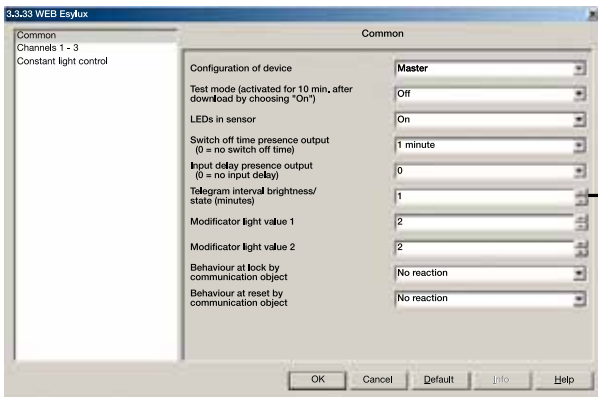 3.3.33 WEB Esylux
Common
Channels 1 - 3
Constant light control
Common
Configuration of device
Master
Test mode (activated for 10 min. after
download by choosing "On")
Off
LEDs in sensor
On
Switch off time presence output
(0 = no switch off time)
1 minute
Input delay presence output
(0 = no input delay)
0
Telegram interval brightness/
state (minutes)
1
Modificator light value 1
2
Modificator light value 2
2
Behaviour at lock by
communication object
No reaction
Behaviour at reset by
communication object
No reaction
OK
Cancel
Default
Info
Help